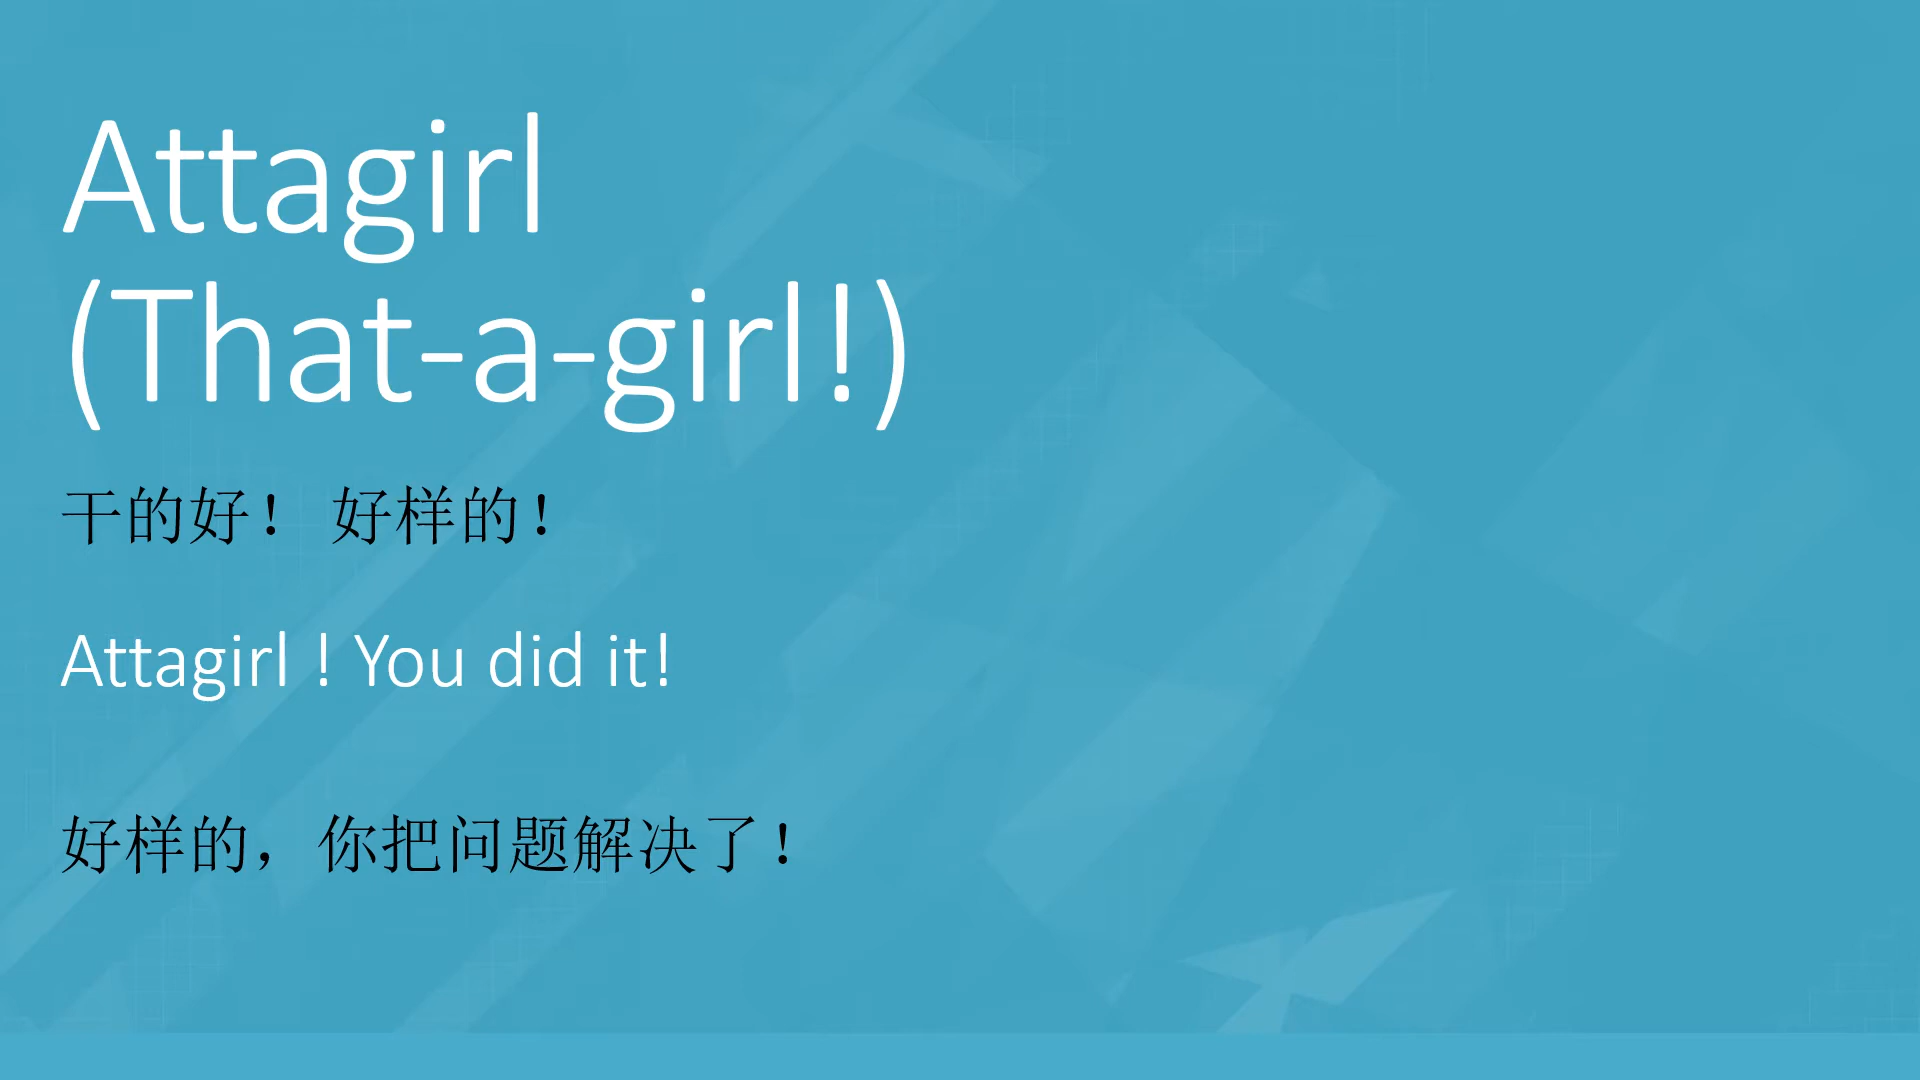 Attagirl
(That-a-girl!)
干的好！ 好样的！
Attagirl ! You did it!
好样的，你把问题解决了！